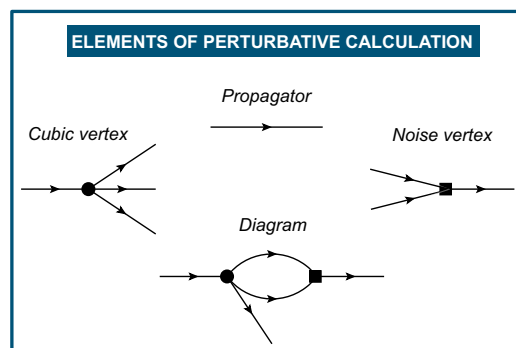 ELEMENTS OF PERTURBATIVE CALCULATION
Propagator
Cubic vertex
Noise vertex
Diagram